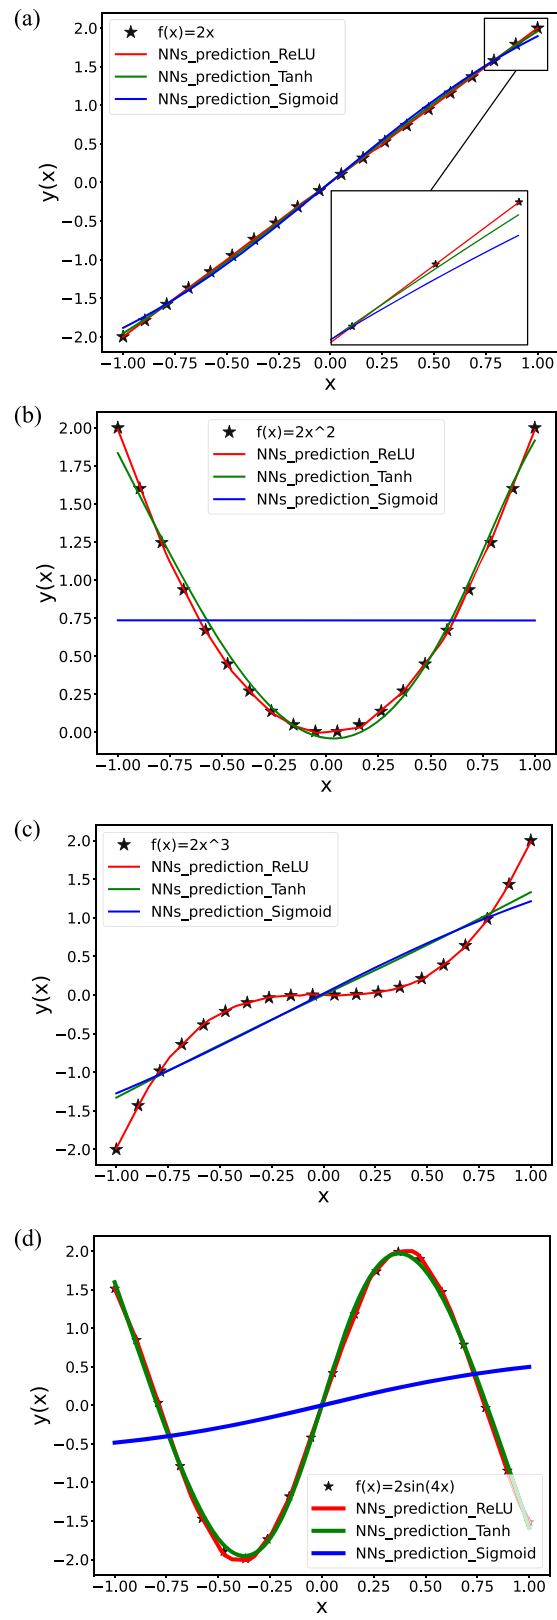 (a)
f(x)=2x
NNs_prediction_ReLU
NNs_prediction_Tanh
NNs_prediction_Sigmoid
2.0
1.5
1.0
0.5
0.0
−0.5
−1.0
−1.5
−2.0
y(x)
−1.00 −0.75 −0.50 −0.25 0.00 0.25 0.50 0.75 1.00
x
(b)
f(x)=2x^2
NNs_prediction_ReLU
NNs_prediction_Tanh
NNs_prediction_Sigmoid
2.00
1.75
1.50
1.25
1.00
0.75
0.50
0.25
0.00
y(x)
−1.00 −0.75 −0.50 −0.25 0.00 0.25 0.50 0.75 1.00
x
(c)
f(x)=2x^3
NNs_prediction_ReLU
NNs_prediction_Tanh
NNs_prediction_Sigmoid
2.0
1.5
1.0
0.5
0.0
−0.5
−1.0
−1.5
−2.0
y(x)
−1.00 −0.75 −0.50 −0.25 0.00 0.25 0.50 0.75 1.00
x
(d)
2.0
1.5
1.0
0.5
0.0
−0.5
−1.0
−1.5
−2.0
y(x)
f(x)=2sin(4x)
NNs_prediction_ReLU
NNs_prediction_Tanh
NNs_prediction_Sigmoid
−1.00 −0.75 −0.50 −0.25 0.00 0.25 0.50 0.75 1.00
x